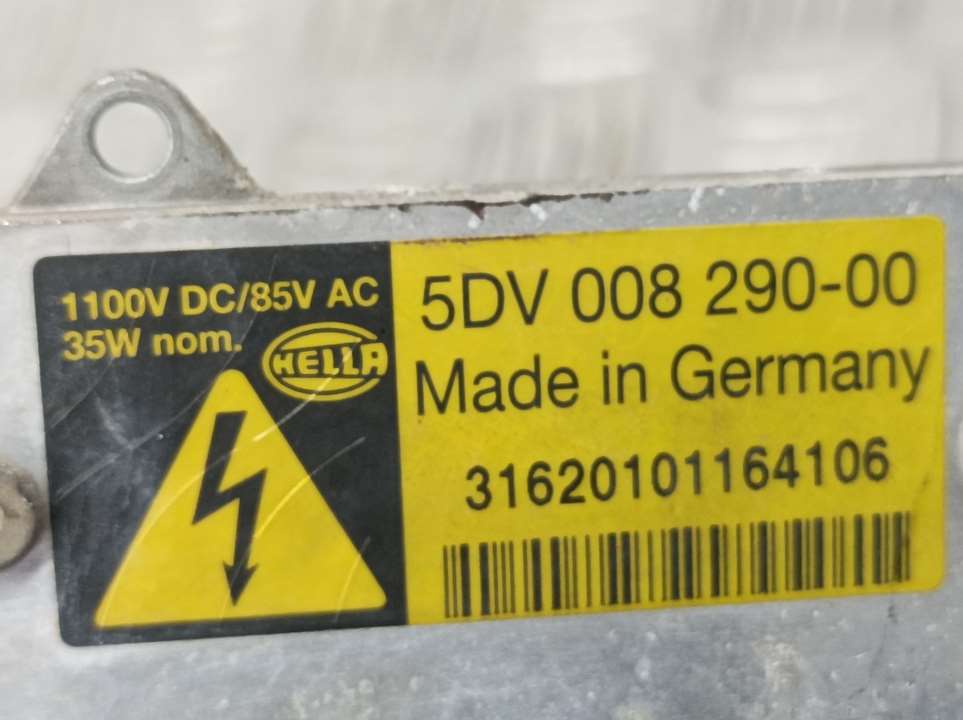 1100V DC/85V AC
35W nom.
HELLA
5DV 008 290-00
Made in Germany
31620101164106